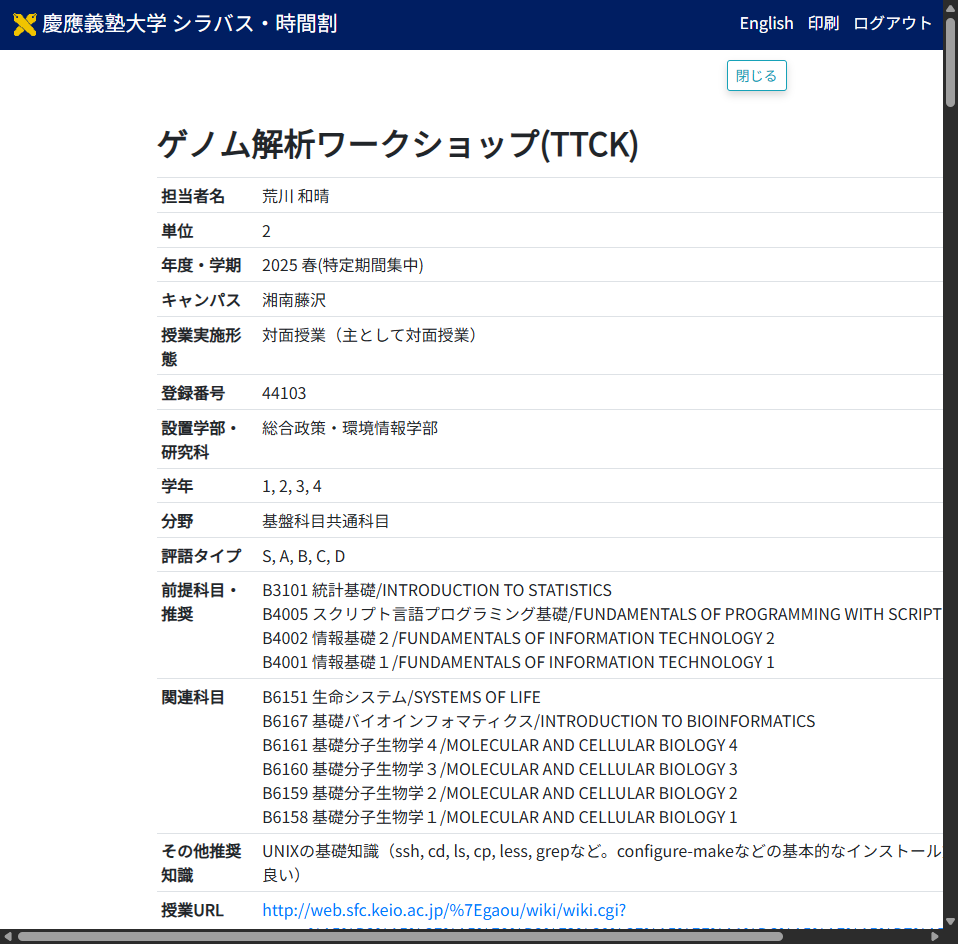 慶應義塾大学 シラバス・時間割
English 印刷 ログアウト
閉じる
ゲノム解析ワークショップ(TTCK)
担当者名 荒川 和晴
単位 2
年度・学期 2025 春(特定期間集中)
キャンパス 湘南藤沢
授業実施形態 対面授業（主として対面授業）
登録番号 44103
設置学部・研究科 総合政策・環境情報学部
学年 1, 2, 3, 4
分野 基盤科目共通科目
評語タイプ S, A, B, C, D
前提科目・推奨 B3101 統計基礎/INTRODUCTION TO STATISTICS
B4005 スクリプト言語プログラミング基礎/FUNDAMENTALS OF PROGRAMMING WITH SCRIPT
B4002 情報基礎２/FUNDAMENTALS OF INFORMATION TECHNOLOGY 2
B4001 情報基礎１/FUNDAMENTALS OF INFORMATION TECHNOLOGY 1
関連科目 B6151 生命システム/SYSTEMS OF LIFE
B6167 基礎バイオインフォマティクス/INTRODUCTION TO BIOINFORMATICS
B6161 基礎分子生物学４/MOLECULAR AND CELLULAR BIOLOGY 4
B6160 基礎分子生物学３/MOLECULAR AND CELLULAR BIOLOGY 3
B6159 基礎分子生物学２/MOLECULAR AND CELLULAR BIOLOGY 2
B6158 基礎分子生物学１/MOLECULAR AND CELLULAR BIOLOGY 1
その他推奨知識 UNIXの基礎知識（ssh, cd, ls, cp, less, grepなど。configure-makeなどの基本的なインストール
良い）
授業URL http://web.sfc.keio.ac.jp/%7Egaou/wiki/wiki.cgi?